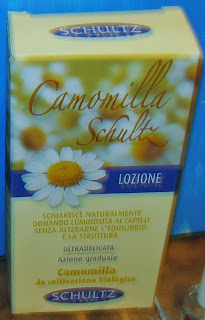 SCHULTZ
Camomilla
Schultz
LOZIONE
SCHIARISCE NATURALMENTE
DONANDO LUMINOSITÀ AI CAPELLI
SENZA ALTERARNE L'EQUILIBRIO
E LA STRUTTURA
ULTRADELICATA
Azione graduale
Camomilla
da coltivazione biologica
SCHULTZ